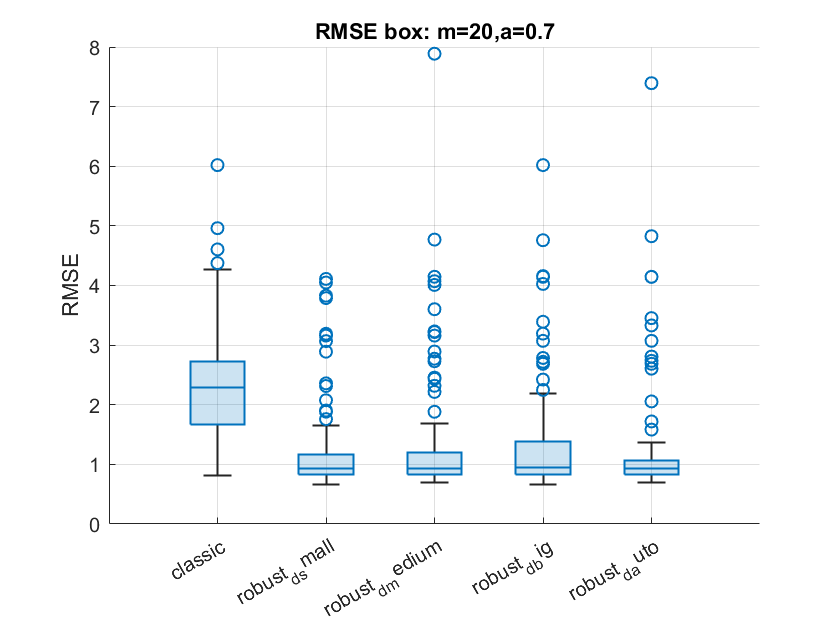 RMSE box: m=20,a=0.7
RMSE
8
7
6
5
4
3
2
1
0
classic
robust_dsmall
robust_dmedium
robust_dbig
robust_dauto